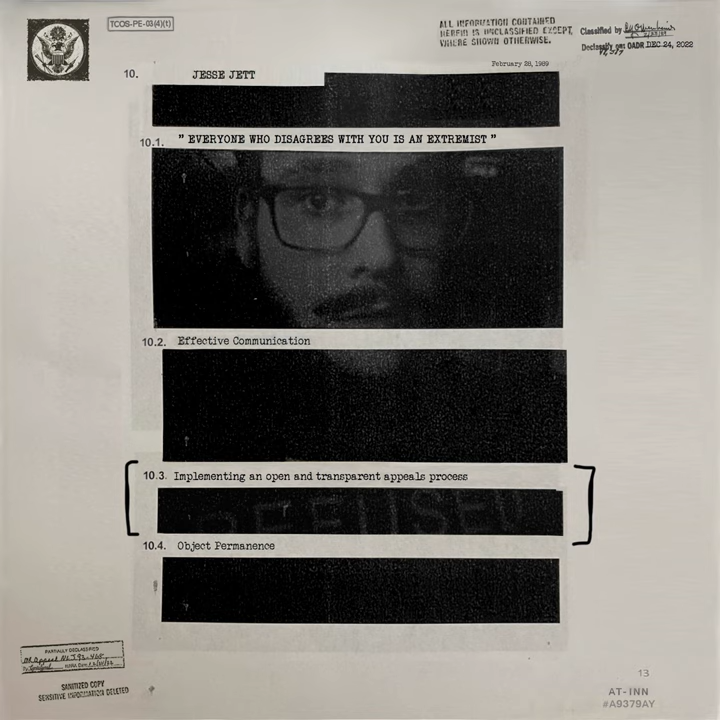 TCOS-PE-03(4)(1)
ALL INFORMATION CONTAINED
HEREIN IS UNCLASSIFIED EXCEPT,
WHERE SHOWN OTHERWISE.
Classified by
Declassify on: OADR DEC 24, 2022
February 28, 1989
10. JESSE JETT
10.1. " EVERYONE WHO DISAGREES WITH YOU IS AN EXTREMIST "
10.2. Effective Communication
10.3. Implementing an open and transparent appeals process
REFUSED
10.4. Object Permanence
PARTIALLY DECLASSIFIED
SANITIZED COPY
SENSITIVE INFORMATION DELETED
13
AT-INN
#A9379AY